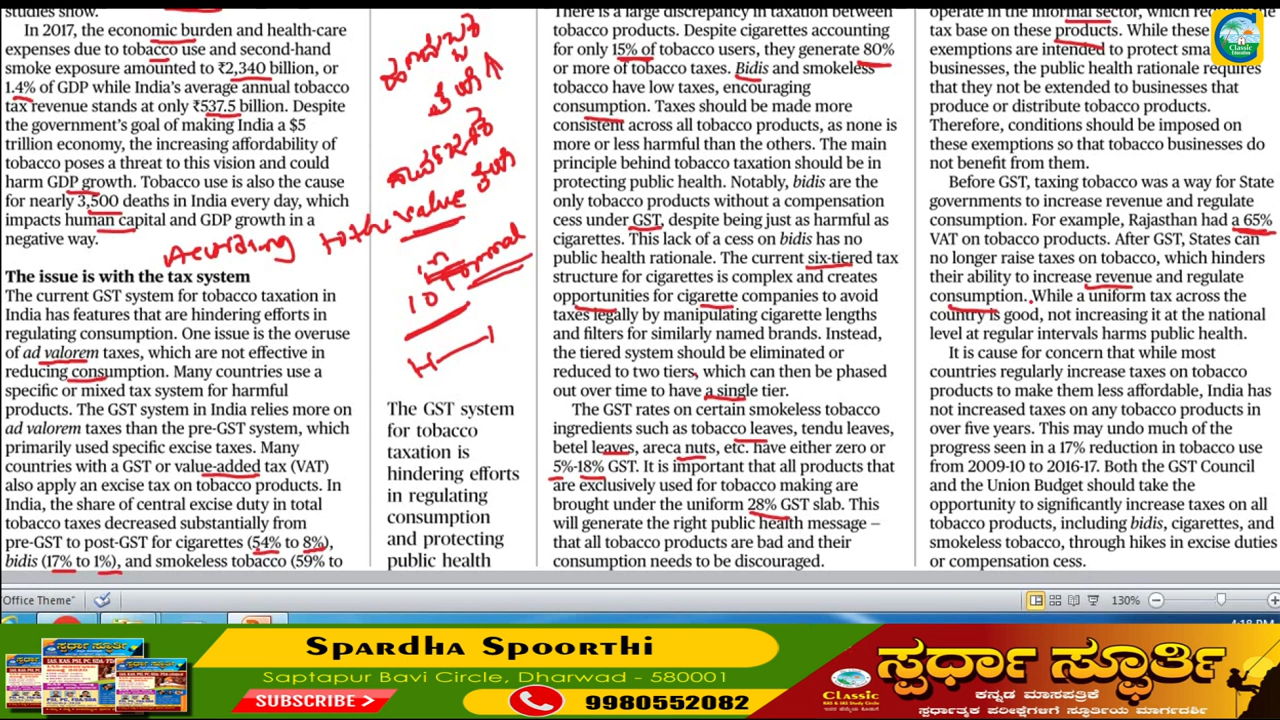 studies show.
In 2017, the economic burden and health-care
expenses due to tobacco use and second-hand
smoke exposure amounted to ₹2,340 billion, or
1.4% of GDP while India's average annual tobacco
tax revenue stands at only ₹537.5 billion. Despite
the government's goal of making India a $5
trillion economy, the increasing affordability of
tobacco poses a threat to this vision and could
harm GDP growth. Tobacco use is also the cause
for nearly 3,500 deaths in India every day, which
impacts human capital and GDP growth in a
negative way.
The issue is with the tax system
The current GST system for tobacco taxation in
India has features that are hindering efforts in
regulating consumption. One issue is the overuse
of ad valorem taxes, which are not effective in
reducing consumption. Many countries use a
specific or mixed tax system for harmful
products. The GST system in India relies more on
ad valorem taxes than the pre-GST system, which
primarily used specific excise taxes. Many
countries with a GST or value-added tax (VAT)
also apply an excise tax on tobacco products. In
India, the share of central excise duty in total
tobacco taxes decreased substantially from
pre-GST to post-GST for cigarettes (54% to 8%),
bidis (17% to 1%), and smokeless tobacco (59% to
According to the value
in
10
H
The GST system
for tobacco
taxation is
hindering efforts
in regulating
consumption
and protecting
public health
There is a large discrepancy in taxation between
tobacco products. Despite cigarettes accounting
for only 15% of tobacco users, they generate 80%
or more of tobacco taxes. Bidis and smokeless
tobacco have low taxes, encouraging
consumption. Taxes should be made more
consistent across all tobacco products, as none is
more or less harmful than the others. The main
principle behind tobacco taxation should be in
protecting public health. Notably, bidis are the
only tobacco products without a compensation
cess under GST, despite being just as harmful as
cigarettes. This lack of a cess on bidis has no
public health rationale. The current six-tiered tax
structure for cigarettes is complex and creates
opportunities for cigarette companies to avoid
taxes legally by manipulating cigarette lengths
and filters for similarly named brands. Instead,
the tiered system should be eliminated or
reduced to two tiers, which can then be phased
out over time to have a single tier.
The GST rates on certain smokeless tobacco
ingredients such as tobacco leaves, tendu leaves,
betel leaves, areca nuts, etc. have either zero or
5%-18% GST. It is important that all products that
are exclusively used for tobacco making are
brought under the uniform 28% GST slab. This
will generate the right public health message –
that all tobacco products are bad and their
consumption needs to be discouraged.
operate in the informal sector, which
tax base on these products. While these
exemptions are intended to protect sma
businesses, the public health rationale requires
that they not be extended to businesses that
produce or distribute tobacco products.
Therefore, conditions should be imposed on
these exemptions so that tobacco businesses do
not benefit from them.
Before GST, taxing tobacco was a way for State
governments to increase revenue and regulate
consumption. For example, Rajasthan had a 65%
VAT on tobacco products. After GST, States can
no longer raise taxes on tobacco, which hinders
their ability to increase revenue and regulate
consumption. While a uniform tax across the
country is good, not increasing it at the national
level at regular intervals harms public health.
It is cause for concern that while most
countries regularly increase taxes on tobacco
products to make them less affordable, India has
not increased taxes on any tobacco products in
over five years. This may undo much of the
progress seen in a 17% reduction in tobacco use
from 2009-10 to 2016-17. Both the GST Council
and the Union Budget should take the
opportunity to significantly increase taxes on all
tobacco products, including bidis, cigarettes, and
smokeless tobacco, through hikes in excise duties
or compensation cess.
Classic
Education
Office Theme"
130%
4:18 PM
Spardha Spoorthi
Saptapur Bavi Circle, Dharwad - 580001
SUBSCRIBE
9980552082
Classic
KAS & IAS Study Circle
ಸ್ಪರ್ಧಾ ಸ್ಫೂರ್ತಿ
ಕನ್ನಡ ಮಾಸಪತ್ರಿಕೆ
ಸ್ಪರ್ಧಾತ್ಮಕ ಪರೀಕ್ಷೆಗಳಿಗೆ ಸ್ಫೂರ್ತಿಯ ಮಾರ್ಗದರ್ಶಿ